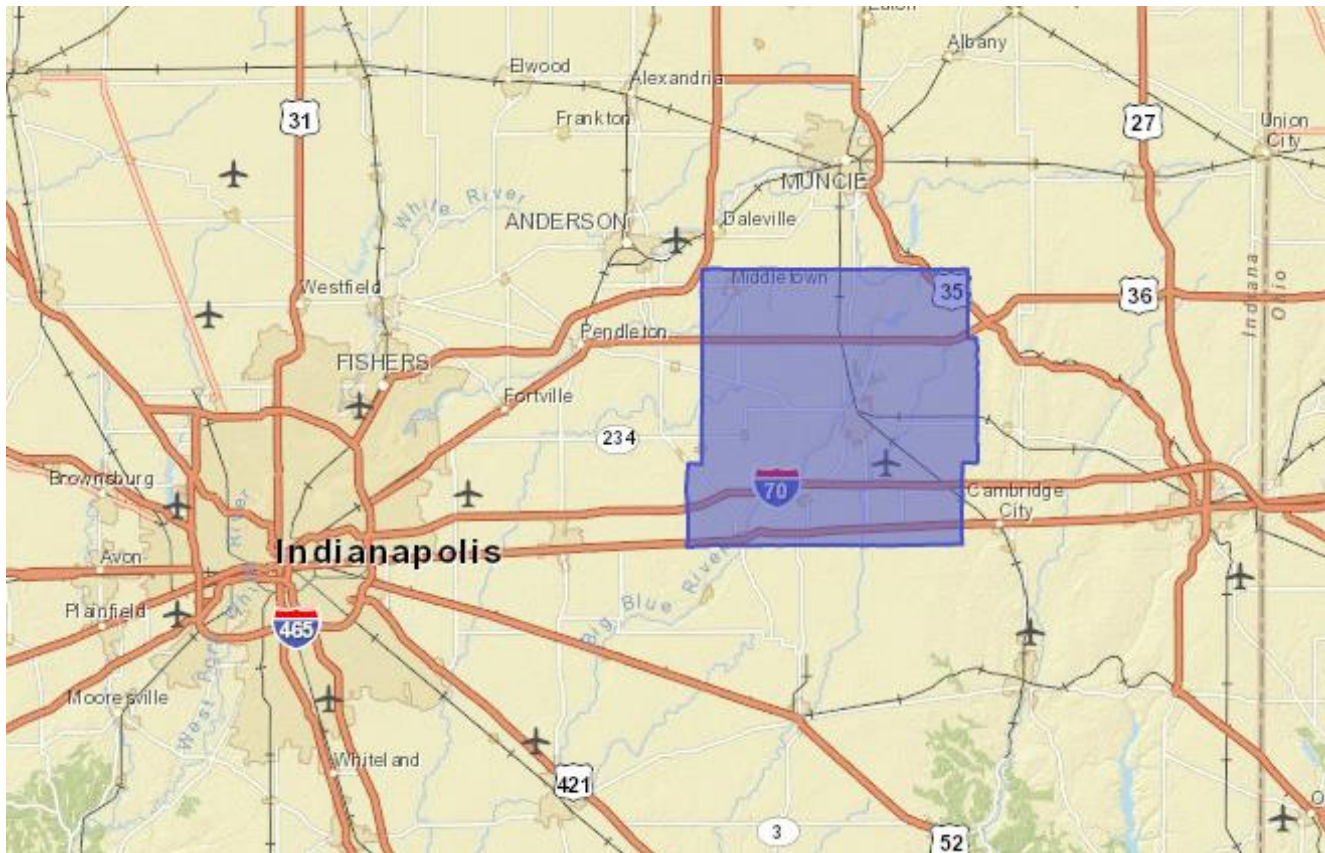 Elwood
Albany
Alexandria
31
Frankton
27
Union
City
MUNCIE
White River
ANDERSON
Daleville
Westfield
Middletown
35
36
Indiana
Ohio
Pendleton
FISHERS
Fortville
234
Brownsburg
70
Cambridge
City
River
Indianapolis
Avon
Plainfield
465
Big Blue River
Mooresville
West Fork White
Whiteland
421
3
52